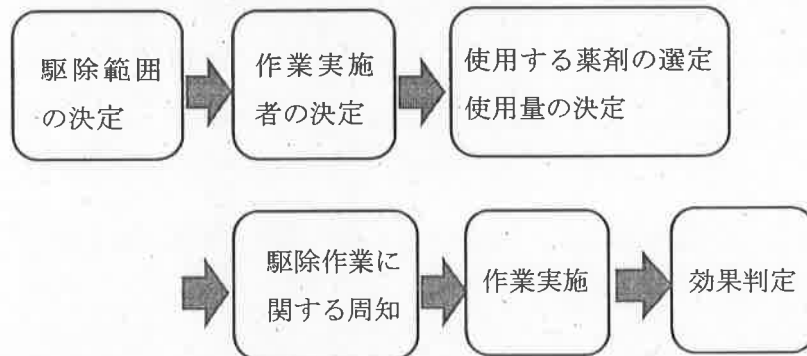 駆除範囲
の決定
作業実施
者の決定
使用する薬剤の選定
使用量の決定
駆除作業に
関する周知
作業実施
効果判定